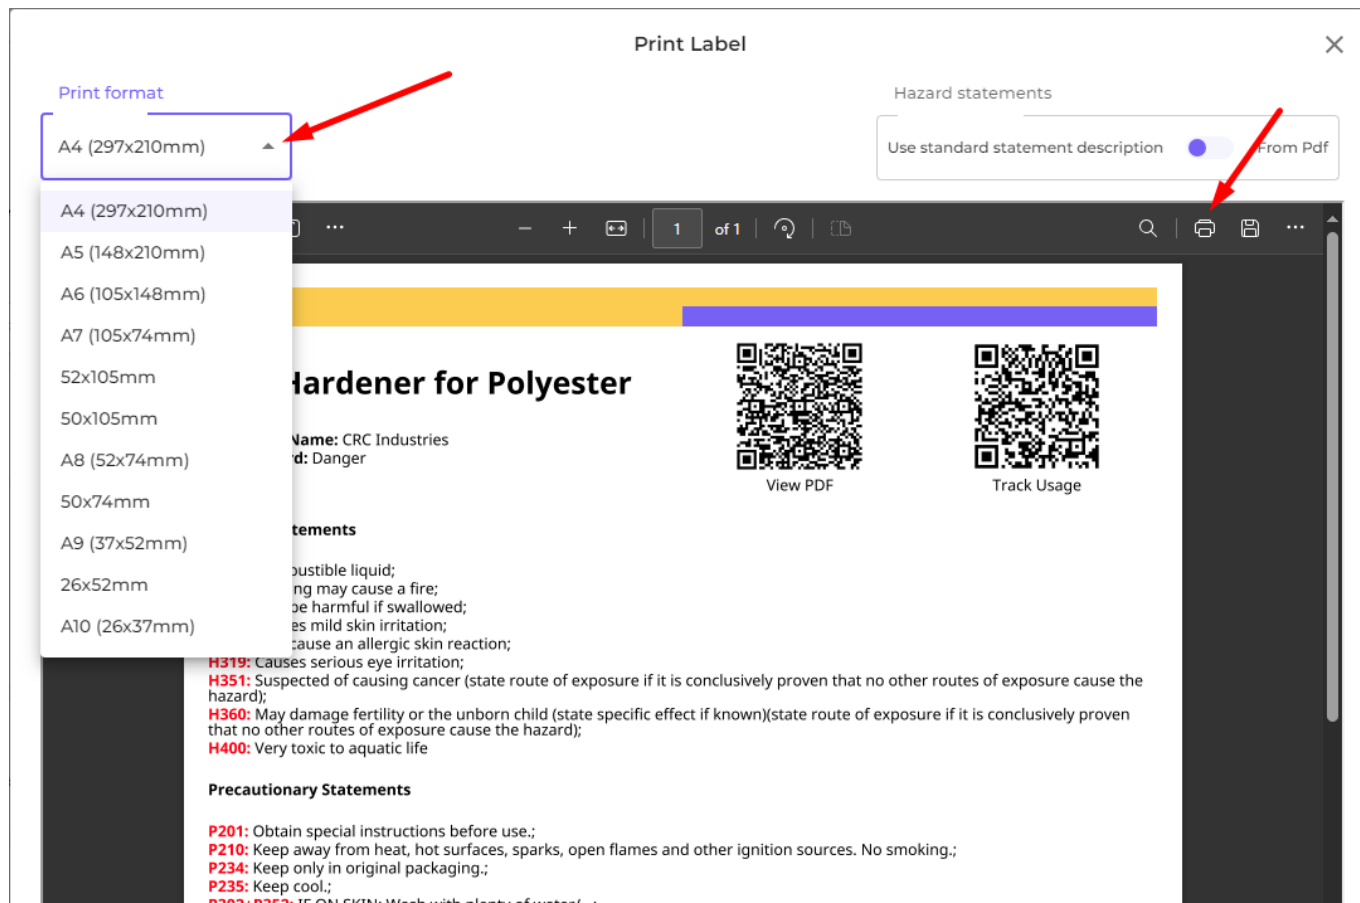 Print Label
Print format
Hazard statements
A4 (297x210mm)
Use standard statement description
From Pdf
A4 (297x210mm)
A5 (148x210mm)
A6 (105x148mm)
A7 (105x74mm)
52x105mm
50x105mm
A8 (52x74mm)
50x74mm
A9 (37x52mm)
26x52mm
A10 (26x37mm)
1 of 1
Hardener for Polyester
Name: CRC Industries
rd: Danger
View PDF
Track Usage
tements
bustible liquid;
ng may cause a fire;
be harmful if swallowed;
es mild skin irritation;
cause an allergic skin reaction;
H319: Causes serious eye irritation;
H351: Suspected of causing cancer (state route of exposure if it is conclusively proven that no other routes of exposure cause the
hazard);
H360: May damage fertility or the unborn child (state specific effect if known)(state route of exposure if it is conclusively proven
that no other routes of exposure cause the hazard);
H400: Very toxic to aquatic life
Precautionary Statements
P201: Obtain special instructions before use.;
P210: Keep away from heat, hot surfaces, sparks, open flames and other ignition sources. No smoking.;
P234: Keep only in original packaging.;
P235: Keep cool.;